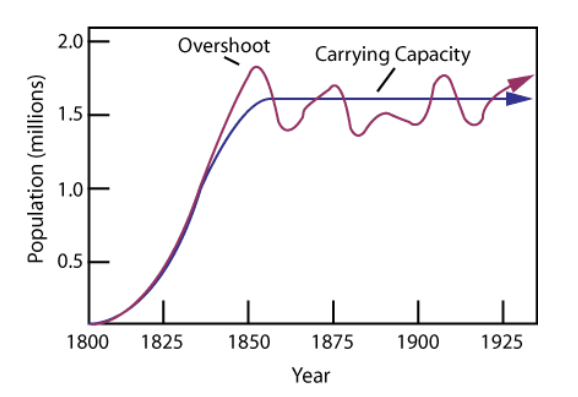 2.0
Overshoot
Carrying Capacity
1.5
Population (millions)
1.0
0.5
1800 1825 1850 1875 1900 1925
Year